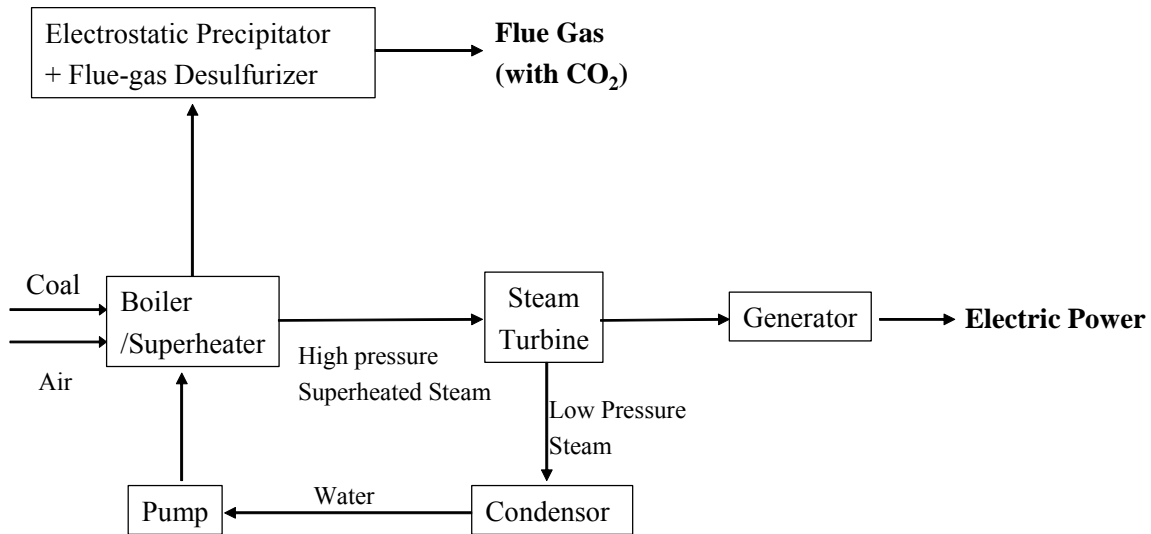 Electrostatic Precipitator
+ Flue-gas Desulfurizer
Flue Gas
(with CO₂)
Coal
Air
Boiler
/Superheater
High pressure
Superheated Steam
Steam
Turbine
Generator
Electric Power
Low Pressure
Steam
Pump
Water
Condensor